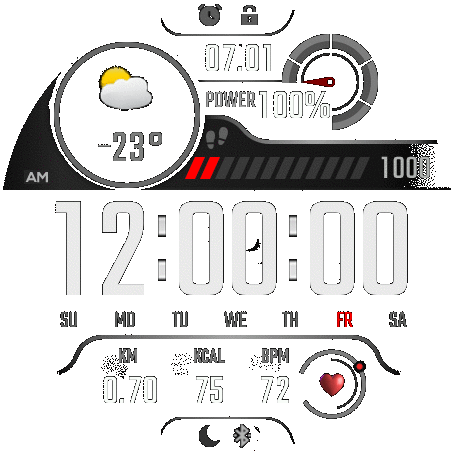 07.01
POWER 100%
-23°
AM
1000
12:00:00
SU MO TU WE TH FR SA
KM KCAL BPM
0.70 75 72